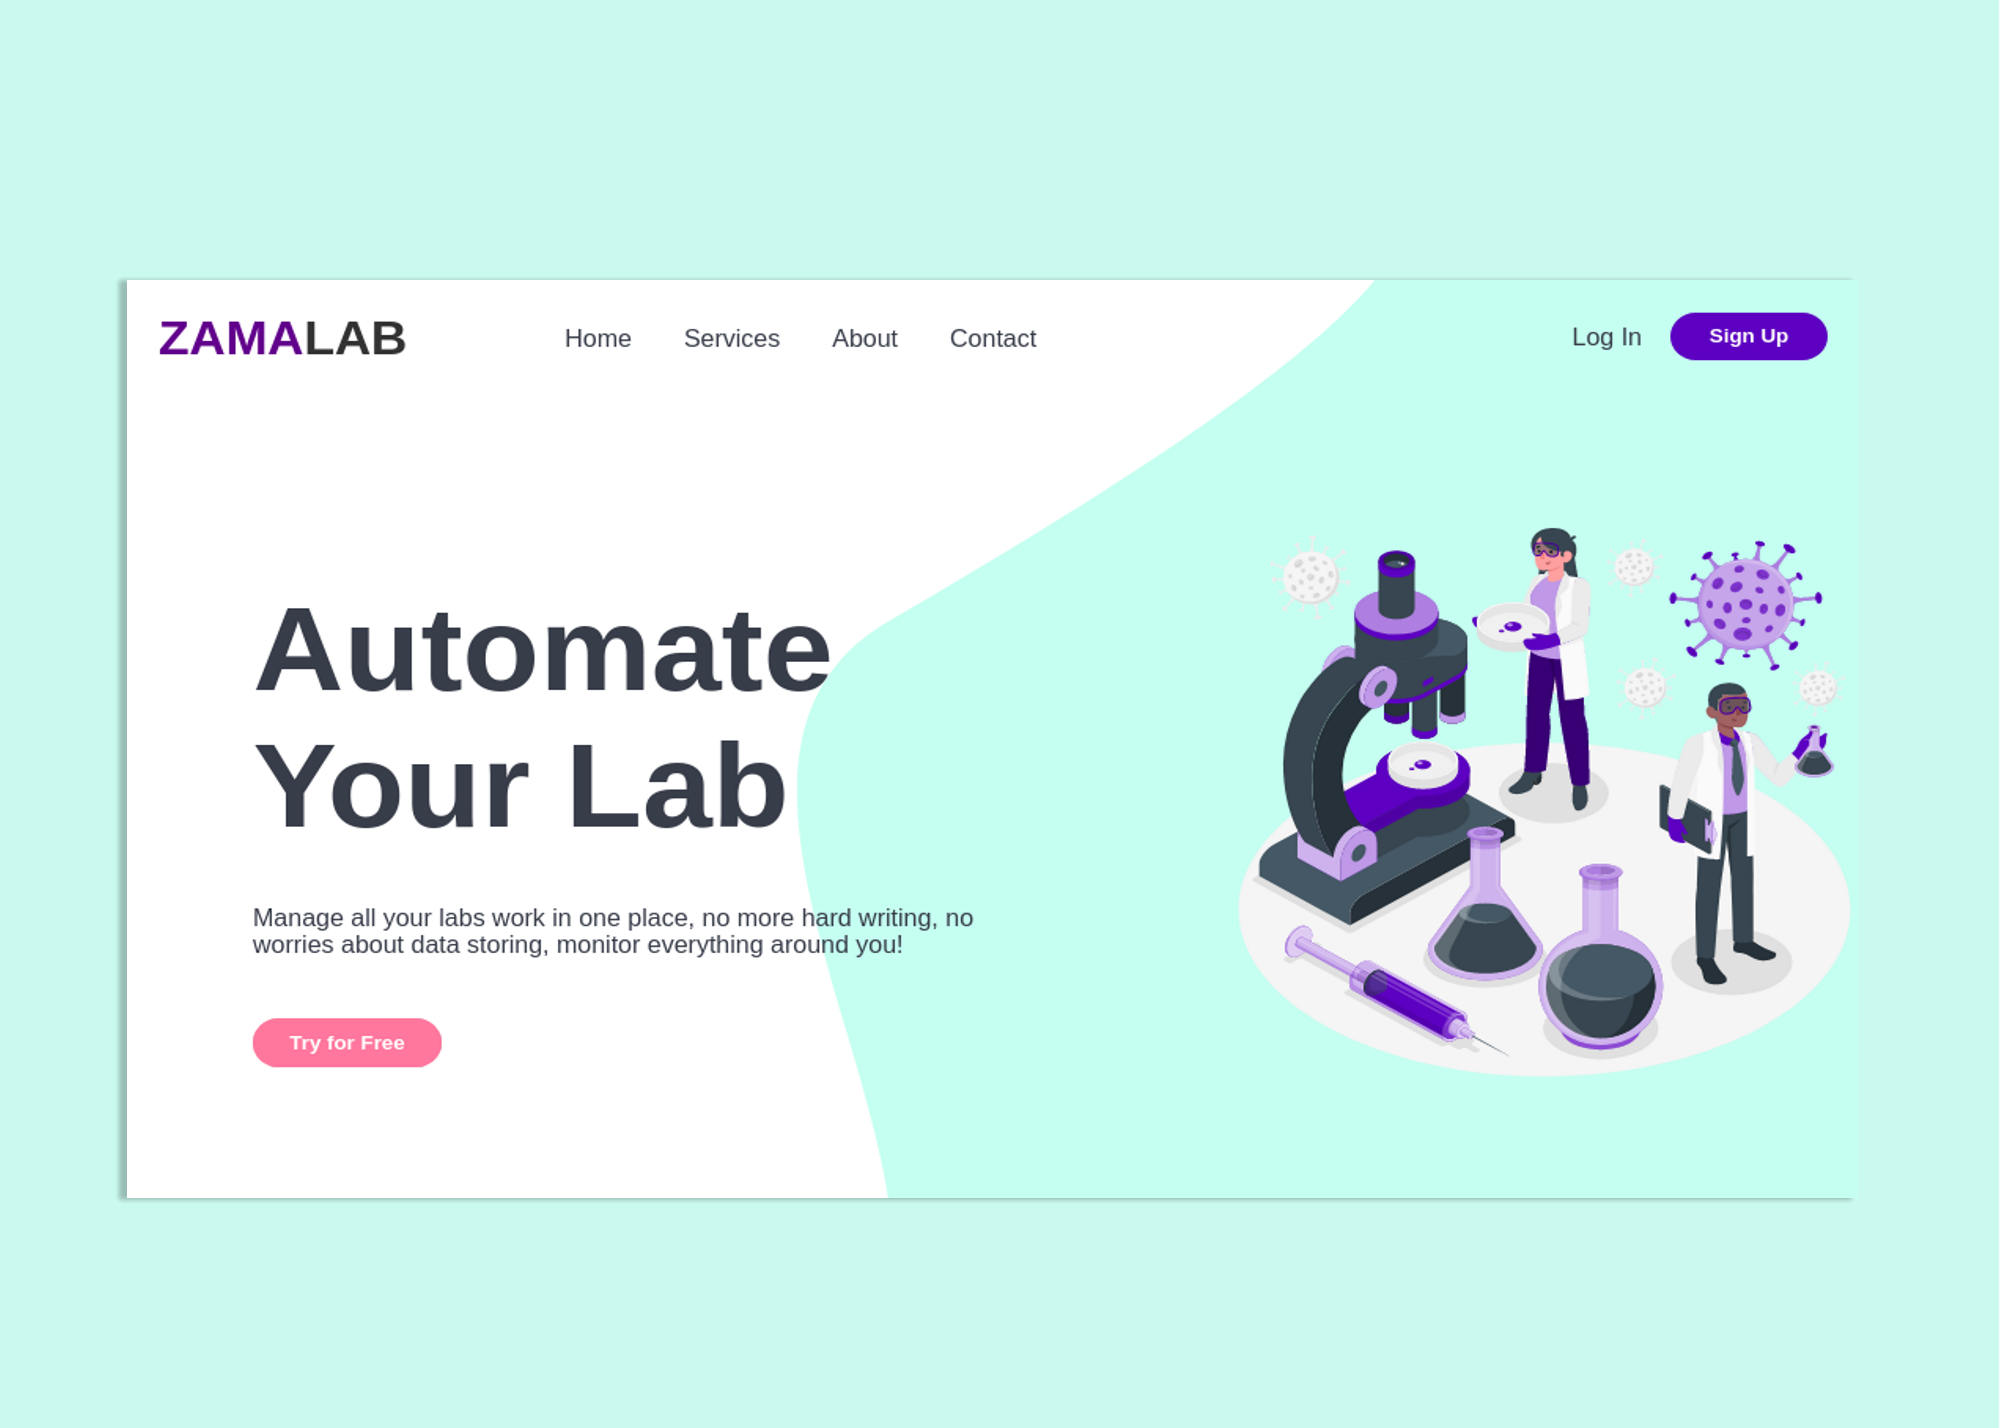 ZAMALAB
Home Services About Contact
Log In Sign Up
Automate
Your Lab
Manage all your labs work in one place, no more hard writing, no
worries about data storing, monitor everything around you!
Try for Free